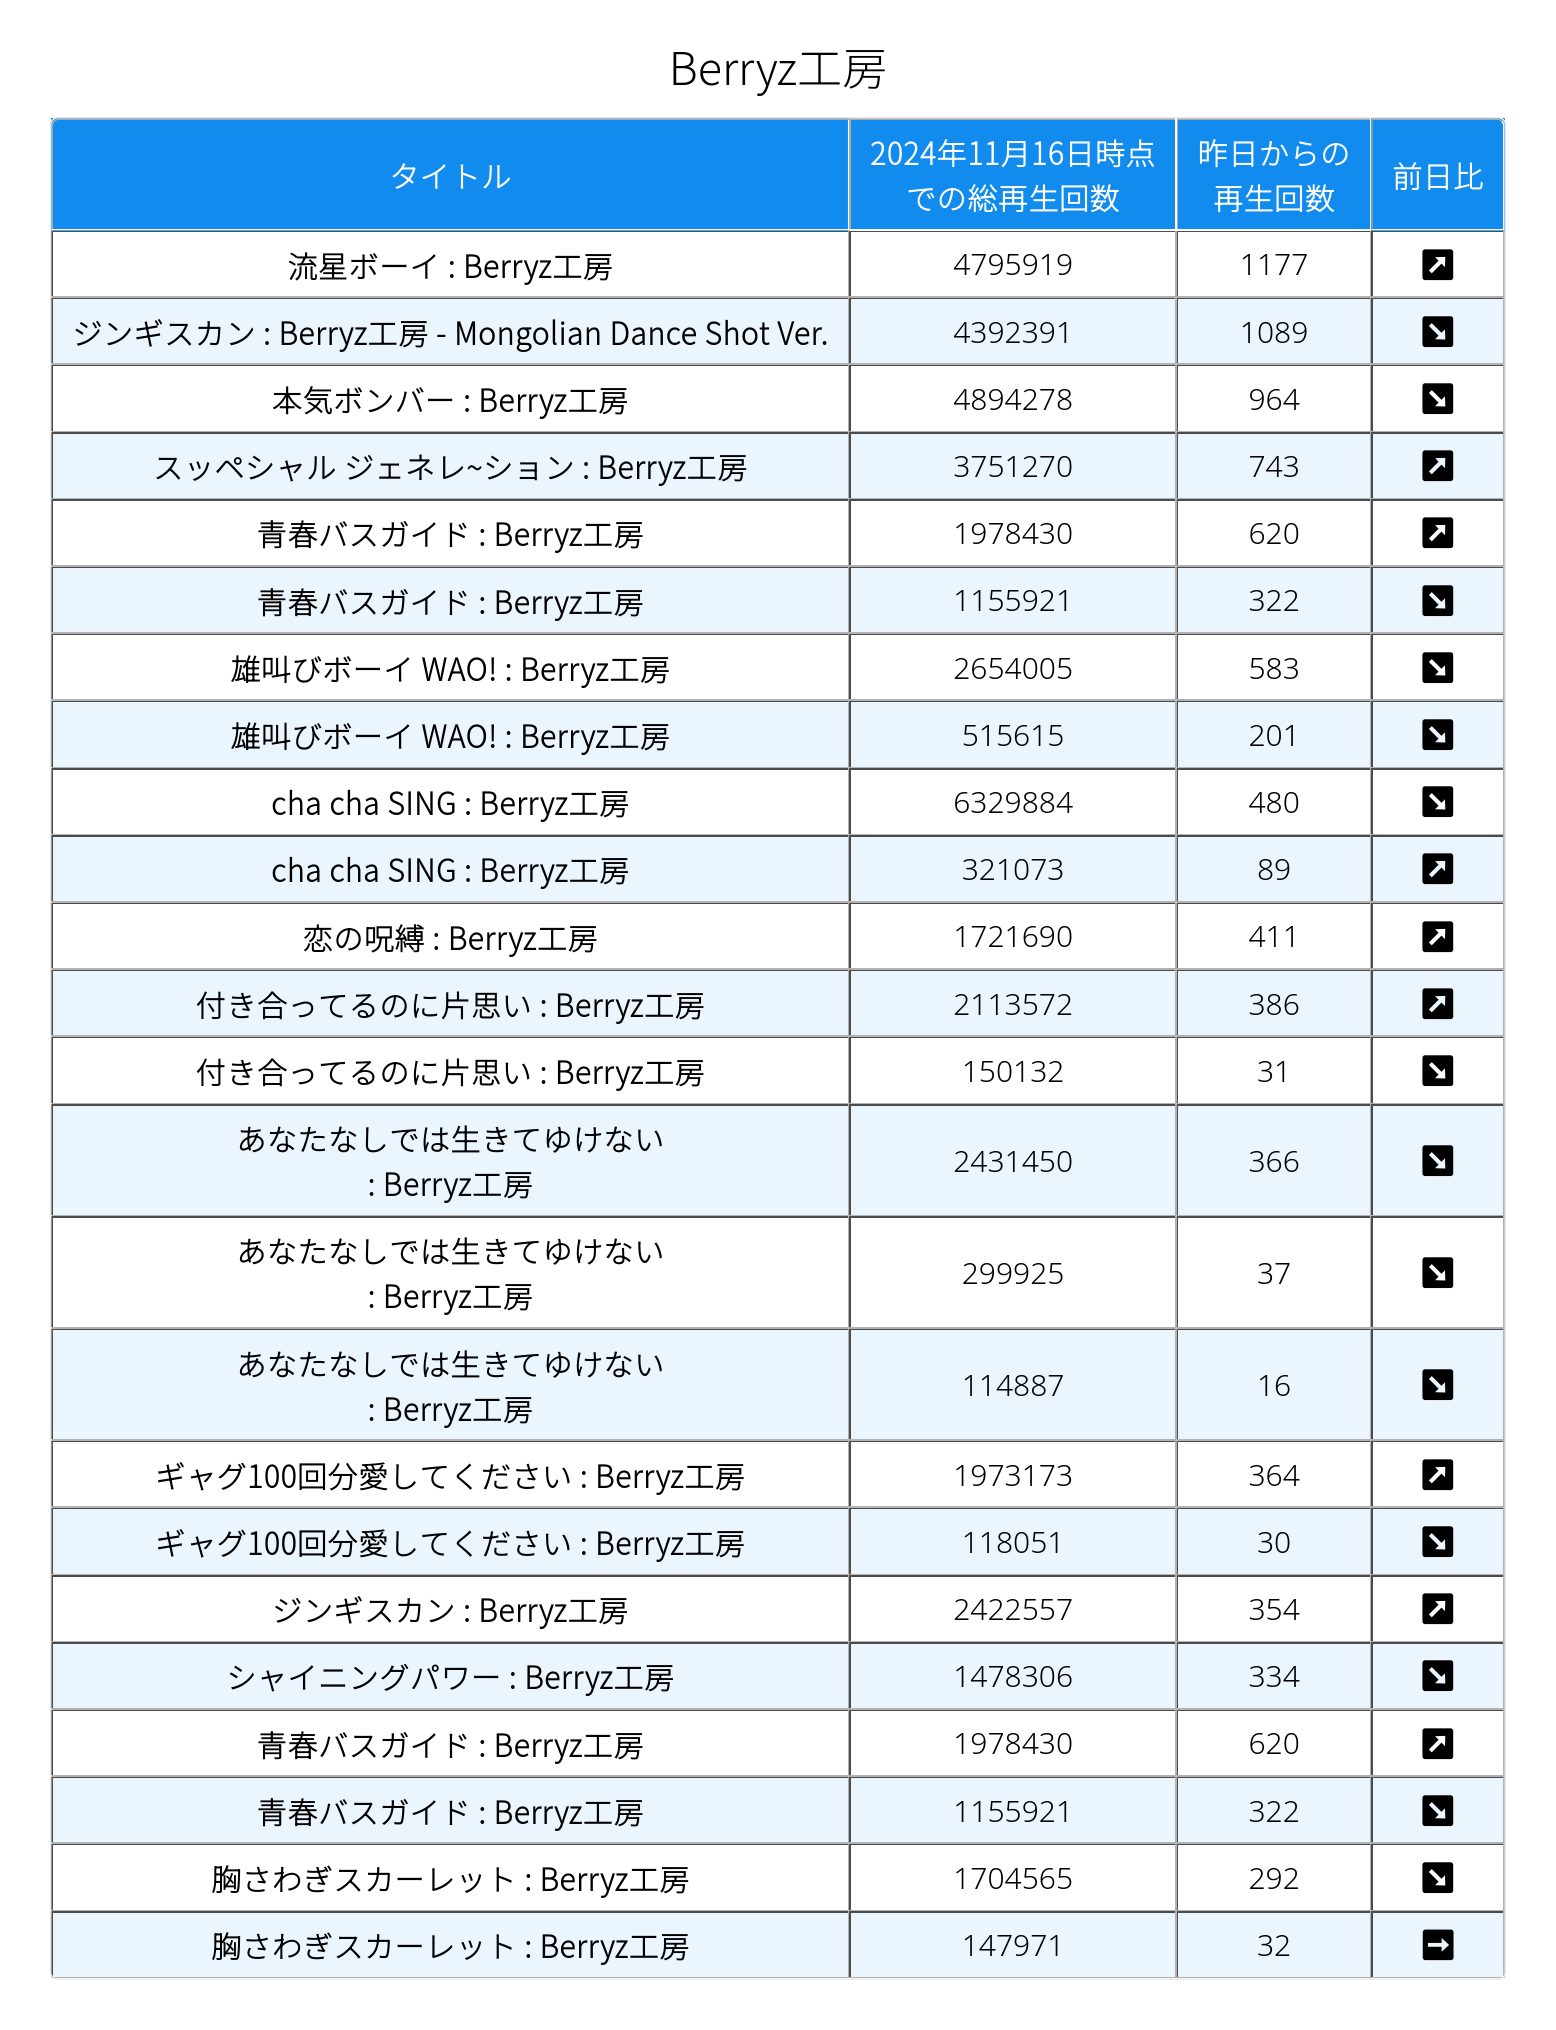 Berryz工房
タイトル
2024年11月16日時点
での総再生回数
昨日からの
再生回数
前日比
流星ボーイ : Berryz工房 4795919 1177 ↗
ジンギスカン : Berryz工房 - Mongolian Dance Shot Ver. 4392391 1089 ↘
本気ボンバー : Berryz工房 4894278 964 ↘
スッペシャル ジェネレ~ション : Berryz工房 3751270 743 ↗
青春バスガイド : Berryz工房 1978430 620 ↗
青春バスガイド : Berryz工房 1155921 322 ↘
雄叫びボーイ WAO! : Berryz工房 2654005 583 ↘
雄叫びボーイ WAO! : Berryz工房 515615 201 ↘
cha cha SING : Berryz工房 6329884 480 ↘
cha cha SING : Berryz工房 321073 89 ↗
恋の呪縛 : Berryz工房 1721690 411 ↗
付き合ってるのに片思い : Berryz工房 2113572 386 ↗
付き合ってるのに片思い : Berryz工房 150132 31 ↘
あなたなしでは生きてゆけない
: Berryz工房 2431450 366 ↘
あなたなしでは生きてゆけない
: Berryz工房 299925 37 ↘
あなたなしでは生きてゆけない
: Berryz工房 114887 16 ↘
ギャグ100回分愛してください : Berryz工房 1973173 364 ↗
ギャグ100回分愛してください : Berryz工房 118051 30 ↘
ジンギスカン : Berryz工房 2422557 354 ↗
シャイニングパワー : Berryz工房 1478306 334 ↘
青春バスガイド : Berryz工房 1978430 620 ↗
青春バスガイド : Berryz工房 1155921 322 ↘
胸さわぎスカーレット : Berryz工房 1704565 292 ↘
胸さわぎスカーレット : Berryz工房 147971 32 →